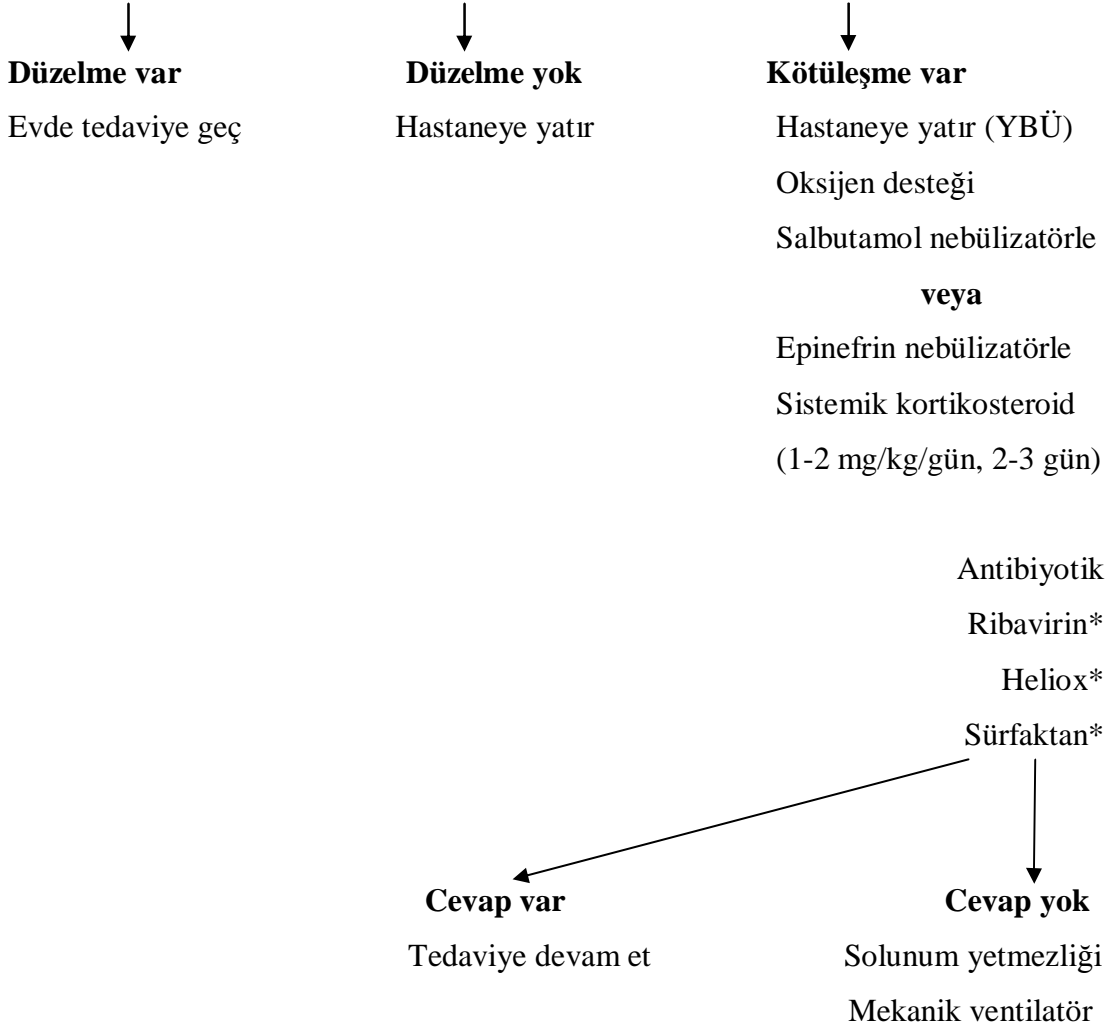 Düzelme var
Evde tedaviye geç
Düzelme yok
Hastaneye yatır
Kötüleşme var
Hastaneye yatır (YBÜ)
Oksijen desteği
Salbutamol nebülizatörle
veya
Epinefrin nebülizatörle
Sistemik kortikosteroid
(1-2 mg/kg/gün, 2-3 gün)
Antibiyotik
Ribavirin*
Heliox*
Sürfaktan*
Cevap var
Tedaviye devam et
Cevap yok
Solunum yetmezliği
Mekanik ventilatör